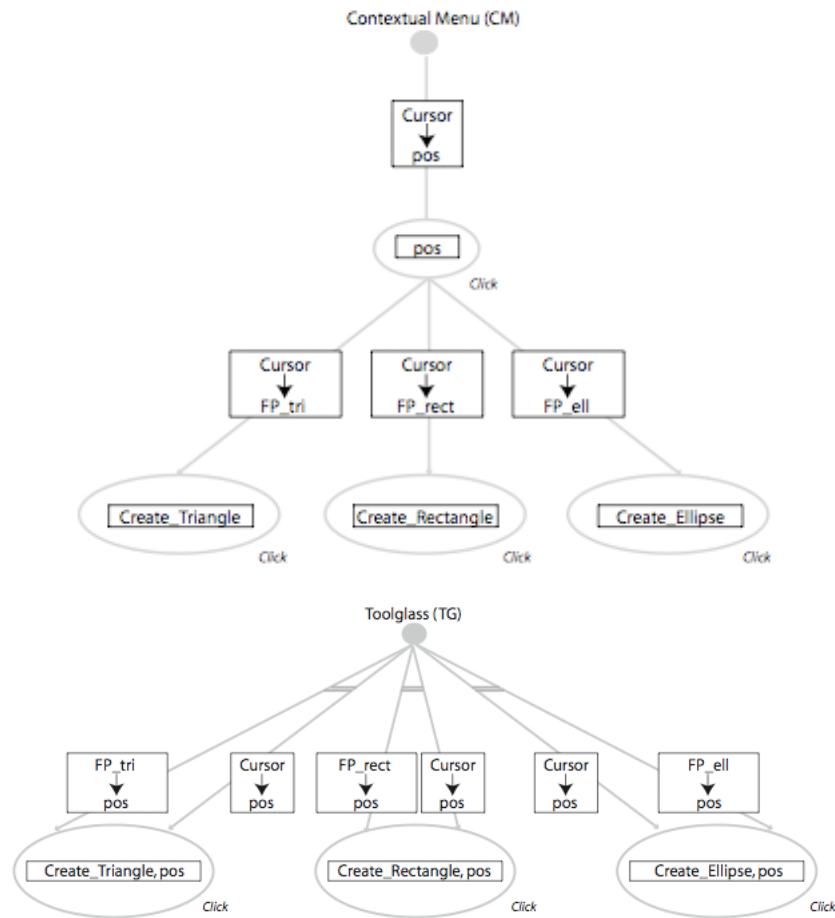 Contextual Menu (CM)
Cursor
pos
pos
Click
Cursor Cursor Cursor
FP_tri FP_rect FP_ell
Create_Triangle Create_Rectangle Create_Ellipse
Click Click Click
Toolglass (TG)
FP_tri Cursor FP_rect Cursor Cursor FP_ell
pos pos pos pos pos pos
Create_Triangle, pos Create_Rectangle, pos Create_Ellipse, pos
Click Click Click